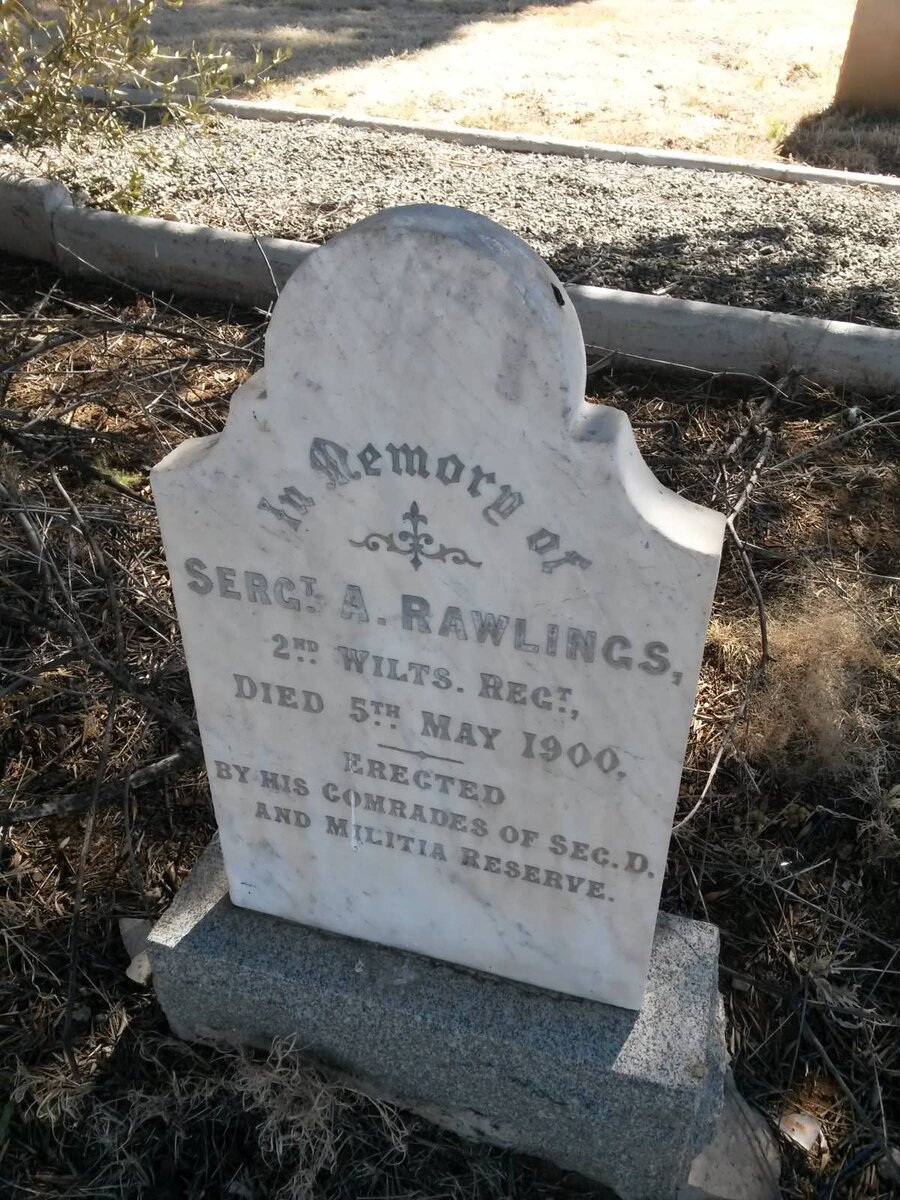 In Memory of
SERGT. A. RAWLINGS,
2ND. WILTS. REGT.,
DIED 5TH MAY 1900.
ERECTED
BY HIS COMRADES OF SEC. D.
AND MILITIA RESERVE.